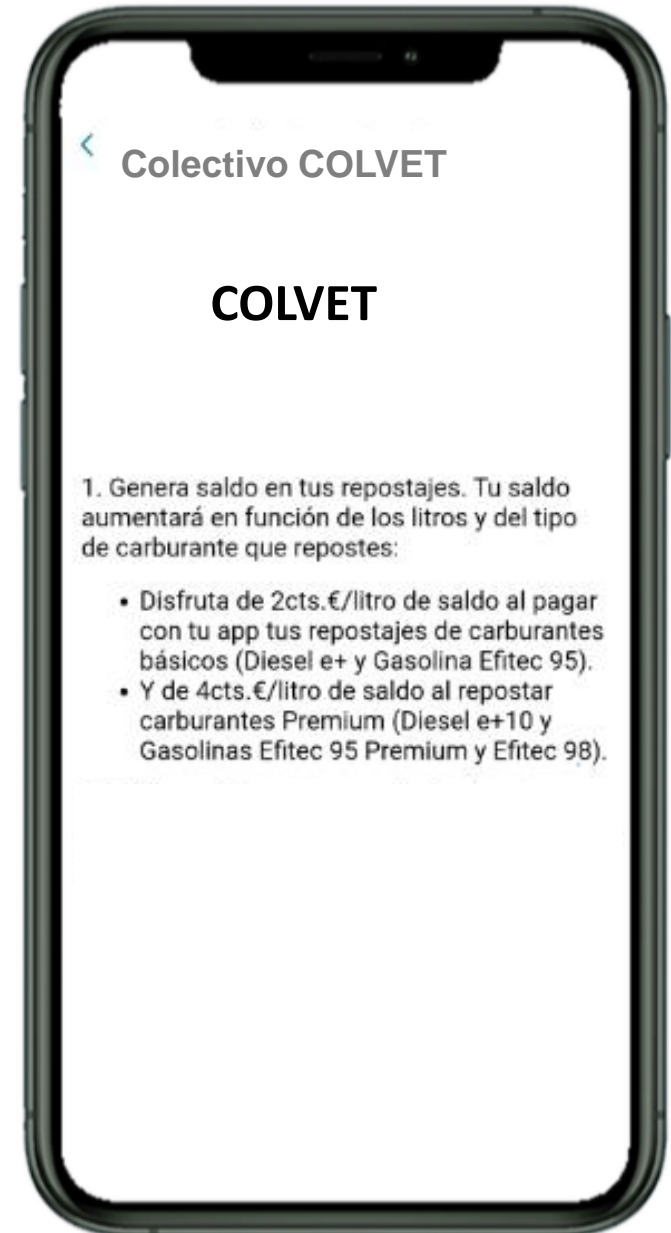 Colectivo COLVET
COLVET
1. Genera saldo en tus repostajes. Tu saldo
aumentará en función de los litros y del tipo
de carburante que repostes:
• Disfruta de 2cts.€/litro de saldo al pagar
con tu app tus repostajes de carburantes
básicos (Diesel e+ y Gasolina Efitec 95).
• Y de 4cts.€/litro de saldo al repostar
carburantes Premium (Diesel e+10 y
Gasolinas Efitec 95 Premium y Efitec 98).